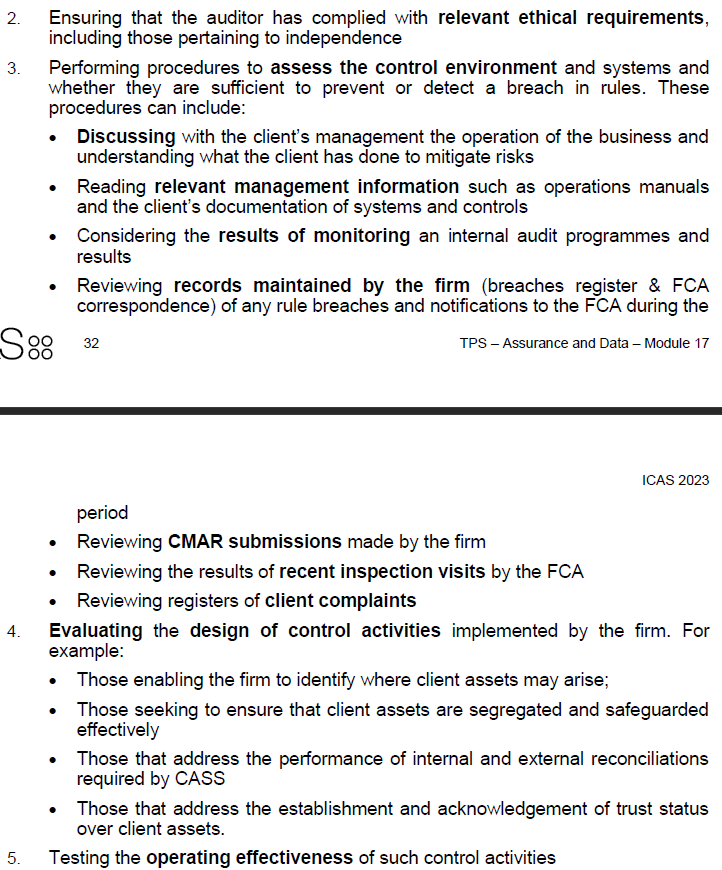 2. Ensuring that the auditor has complied with relevant ethical requirements,
including those pertaining to independence
3. Performing procedures to assess the control environment and systems and
whether they are sufficient to prevent or detect a breach in rules. These
procedures can include:
• Discussing with the client's management the operation of the business and
understanding what the client has done to mitigate risks
• Reading relevant management information such as operations manuals
and the client's documentation of systems and controls
• Considering the results of monitoring an internal audit programmes and
results
• Reviewing records maintained by the firm (breaches register & FCA
correspondence) of any rule breaches and notifications to the FCA during the
S 32 TPS – Assurance and Data – Module 17
ICAS 2023
period
• Reviewing CMAR submissions made by the firm
• Reviewing the results of recent inspection visits by the FCA
• Reviewing registers of client complaints
4. Evaluating the design of control activities implemented by the firm. For
example:
• Those enabling the firm to identify where client assets may arise;
• Those seeking to ensure that client assets are segregated and safeguarded
effectively
• Those that address the performance of internal and external reconciliations
required by CASS
• Those that address the establishment and acknowledgement of trust status
over client assets.
5. Testing the operating effectiveness of such control activities